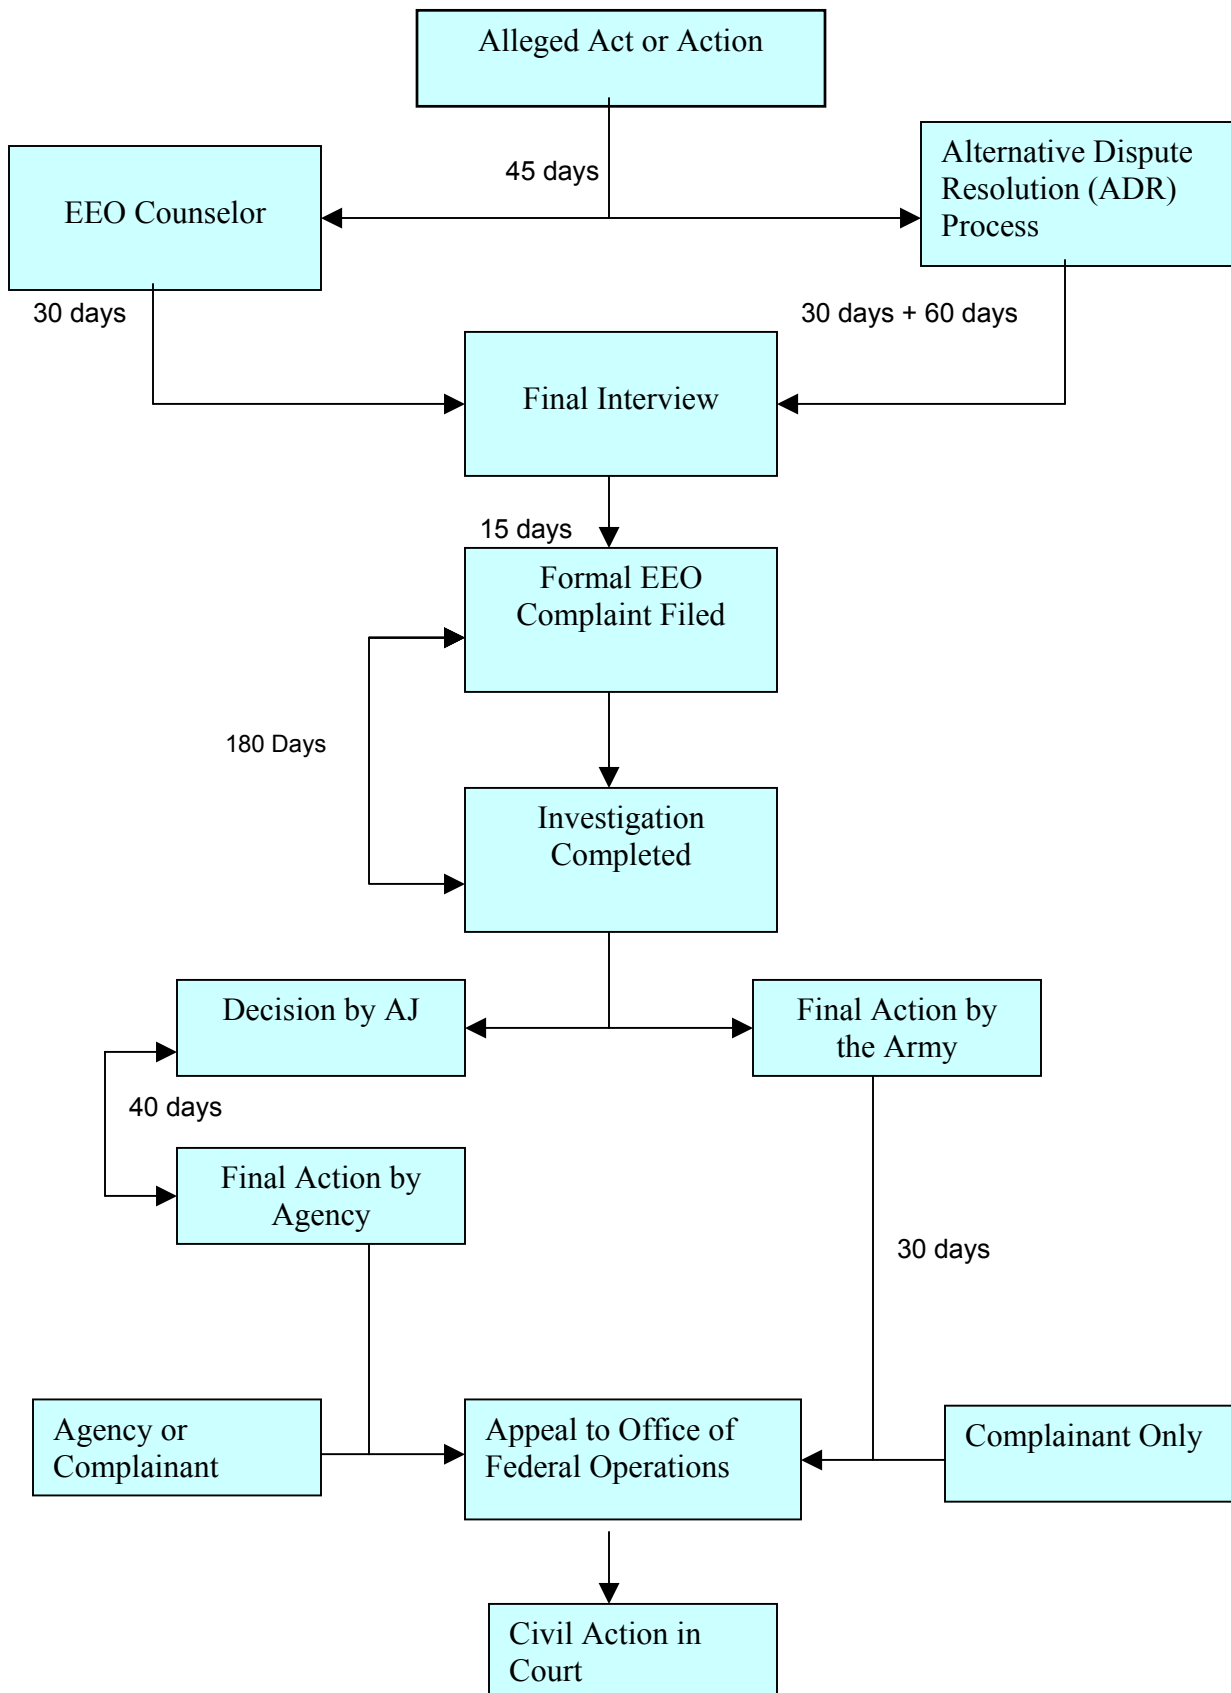 Alleged Act or Action
45 days
EEO Counselor
Alternative Dispute
Resolution (ADR)
Process
30 days
30 days + 60 days
Final Interview
15 days
Formal EEO
Complaint Filed
180 Days
Investigation
Completed
Decision by AJ
Final Action by
the Army
40 days
Final Action by
Agency
30 days
Agency or
Complainant
Appeal to Office of
Federal Operations
Complainant Only
Civil Action in
Court